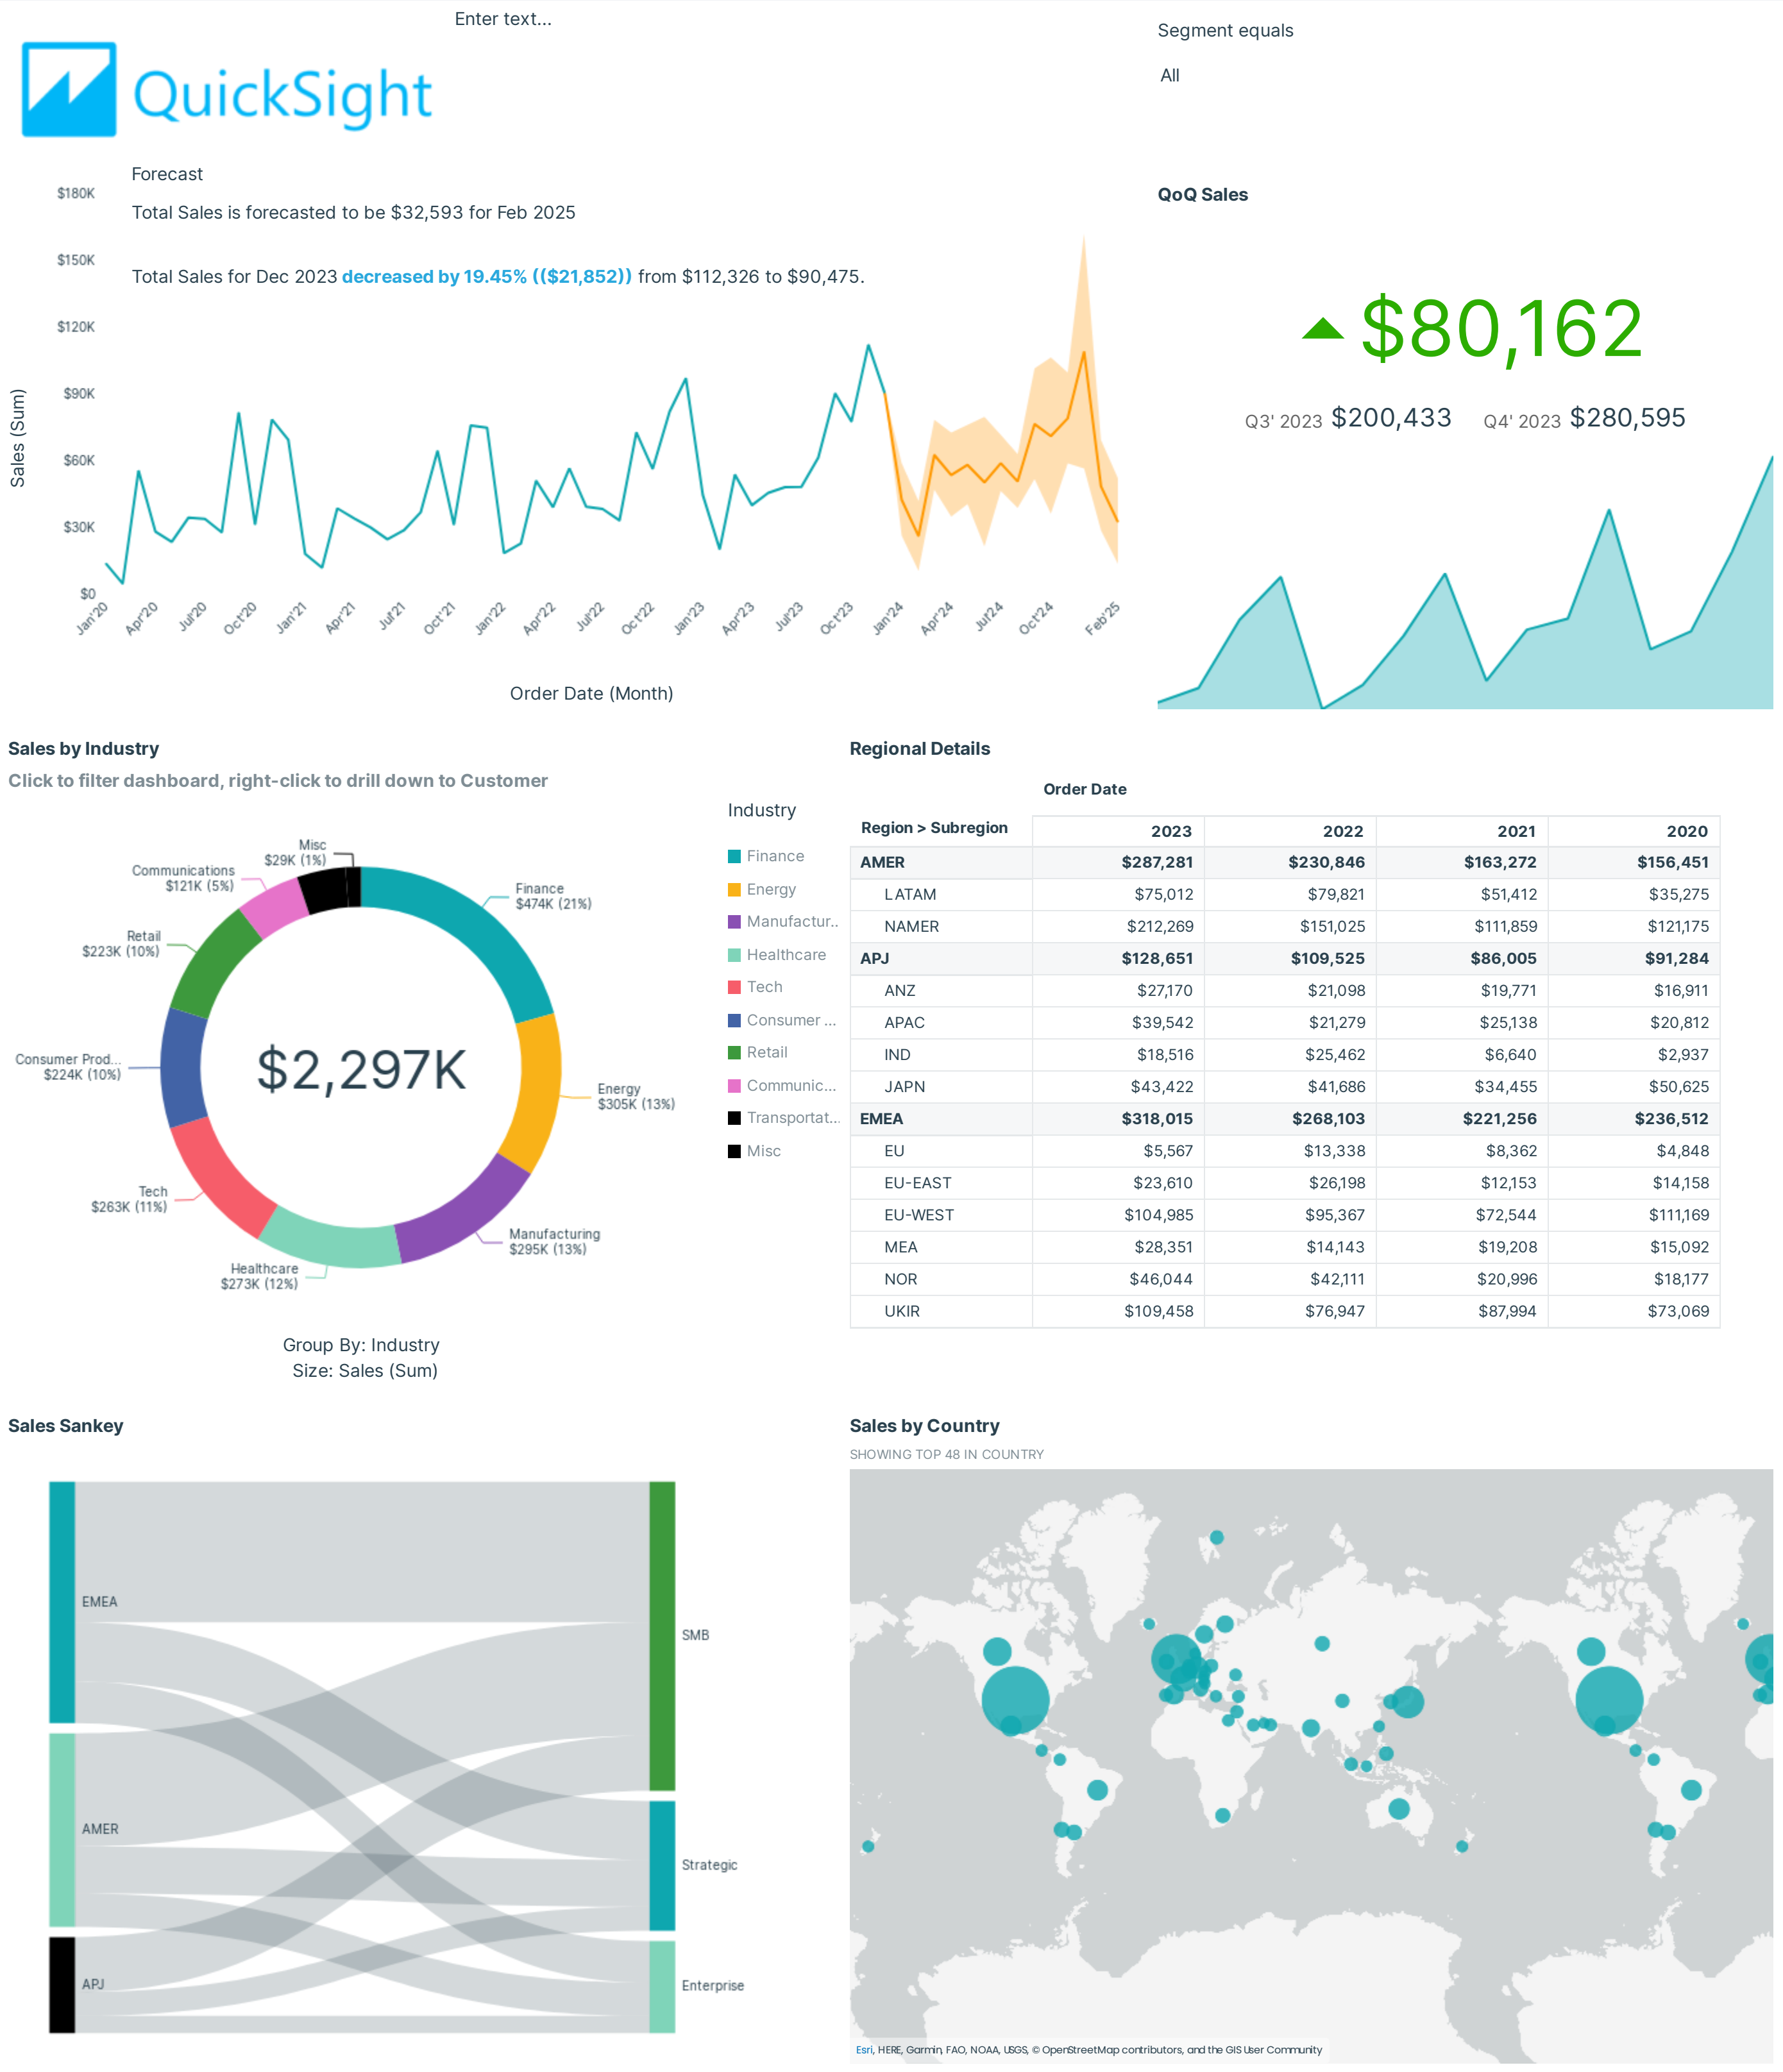 Enter text...
Segment equals
All
QuickSight
Forecast
Total Sales is forecasted to be $32,593 for Feb 2025
Total Sales for Dec 2023 decreased by 19.45% (($21,852)) from $112,326 to $90,475.
$180K
$150K
$120K
$90K
$60K
$30K
$0
Sales (Sum)
Jan'20
Apr'20
Jul'20
Oct'20
Jan'21
Apr'21
Jul'21
Oct'21
Jan'22
Apr'22
Jul'22
Oct'22
Jan'23
Apr'23
Jul'23
Oct'23
Jan'24
Apr'24
Jul'24
Oct'24
Feb'25
Order Date (Month)
QoQ Sales
$80,162
Q3' 2023 $200,433 Q4' 2023 $280,595
Sales by Industry
Click to filter dashboard, right-click to drill down to Customer
Misc
$29K (1%)
Communications
$121K (5%)
Retail
$223K (10%)
Consumer Prod...
$224K (10%)
Tech
$263K (11%)
Healthcare
$273K (12%)
Manufacturing
$295K (13%)
Energy
$305K (13%)
Finance
$474K (21%)
$2,297K
Group By: Industry
Size: Sales (Sum)
Industry
Finance
Energy
Manufactur...
Healthcare
Tech
Consumer ...
Retail
Communic...
Transportat...
Misc
Regional Details
Order Date
Region > Subregion 2023 2022 2021 2020
AMER $287,281 $230,846 $163,272 $156,451
LATAM $75,012 $79,821 $51,412 $35,275
NAMER $212,269 $151,025 $111,859 $121,175
APJ $128,651 $109,525 $86,005 $91,284
ANZ $27,170 $21,098 $19,771 $16,911
APAC $39,542 $21,279 $25,138 $20,812
IND $18,516 $25,462 $6,640 $2,937
JAPN $43,422 $41,686 $34,455 $50,625
EMEA $318,015 $268,103 $221,256 $236,512
EU $5,567 $13,338 $8,362 $4,848
EU-EAST $23,610 $26,198 $12,153 $14,158
EU-WEST $104,985 $95,367 $72,544 $111,169
MEA $28,351 $14,143 $19,208 $15,092
NOR $46,044 $42,111 $20,996 $18,177
UKIR $109,458 $76,947 $87,994 $73,069
Sales Sankey
EMEA
AMER
APJ
SMB
Strategic
Enterprise
Sales by Country
SHOWING TOP 48 IN COUNTRY
Esri, HERE, Garmin, FAO, NOAA, USGS, © OpenStreetMap contributors, and the GIS User Community